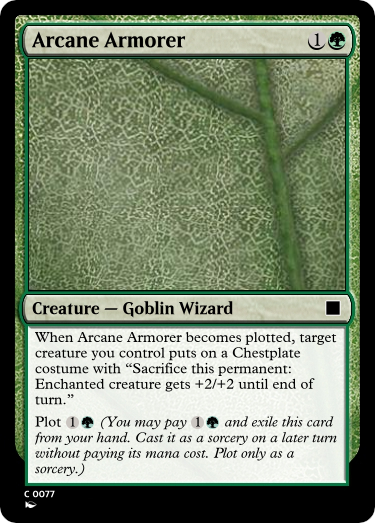 Arcane Armorer 1
Creature — Goblin Wizard
When Arcane Armorer becomes plotted, target
creature you control puts on a Chestplate
costume with “Sacrifice this permanent:
Enchanted creature gets +2/+2 until end of
turn.”
Plot 1 (You may pay 1 and exile this card
from your hand. Cast it as a sorcery on a later turn
without paying its mana cost. Plot only as a
sorcery.)
C 0077